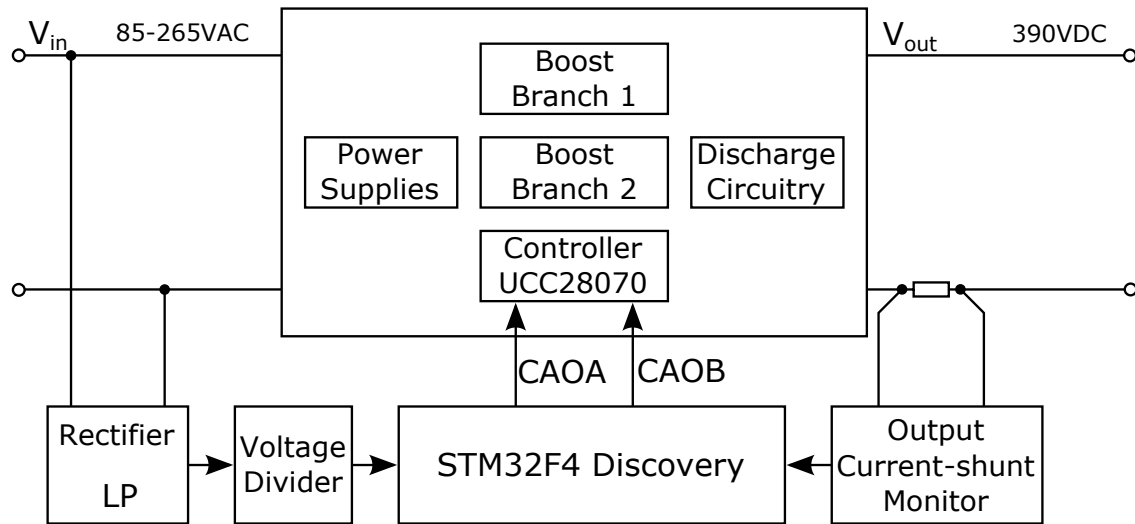 Vin
85-265VAC
Vout
390VDC
Boost
Branch 1
Power
Supplies
Boost
Branch 2
Discharge
Circuitry
Controller
UCC28070
CAOA
CAOB
Rectifier
LP
Voltage
Divider
STM32F4 Discovery
Output
Current-shunt
Monitor